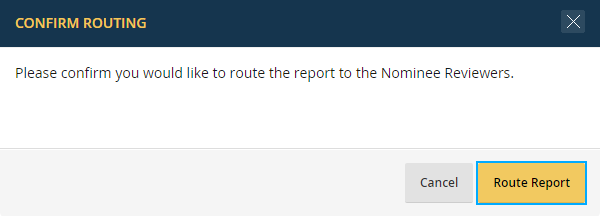 CONFIRM ROUTING
Please confirm you would like to route the report to the Nominee Reviewers.
Cancel
Route Report